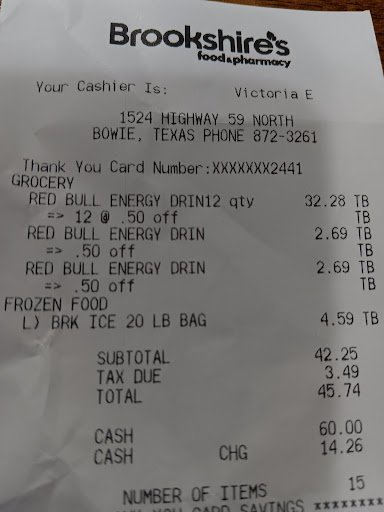 Brookshire's
food & pharmacy
Your Cashier Is: Victoria E
1524 HIGHWAY 59 NORTH
BOWIE, TEXAS PHONE 872-3261
Thank You Card Number:XXXXXXX2441
GROCERY
RED BULL ENERGY DRIN12 qty 32.28 TB
=> 12 @ .50 off TB
RED BULL ENERGY DRIN 2.69 TB
=> .50 off TB
RED BULL ENERGY DRIN 2.69 TB
=> .50 off TB
FROZEN FOOD
L) BRK ICE 20 LB BAG 4.59 TB
SUBTOTAL 42.25
TAX DUE 3.49
TOTAL 45.74
CASH 60.00
CASH CHG 14.26
NUMBER OF ITEMS 15
YOU CARD SAVINGS xxxxxxxx